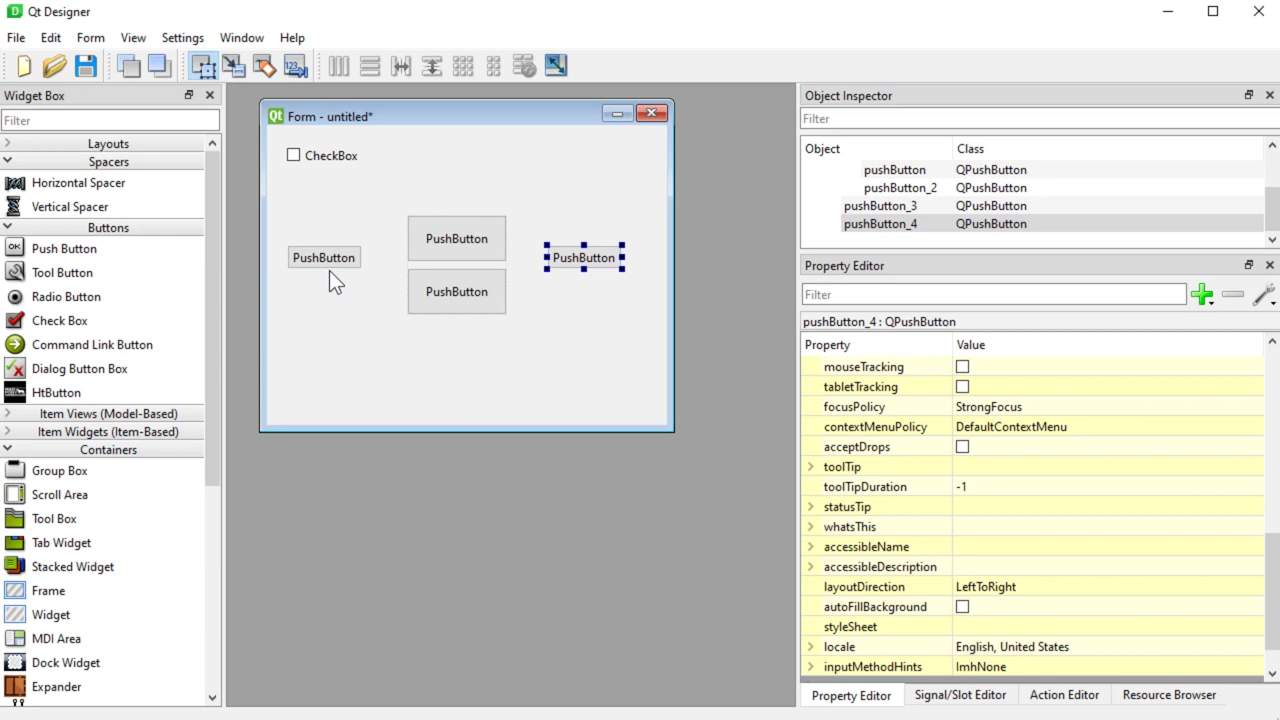 Qt Designer
File Edit Form View Settings Window Help
Widget Box
Filter
Layouts
Spacers
Horizontal Spacer
Vertical Spacer
Buttons
OK Push Button
Tool Button
Radio Button
Check Box
Command Link Button
Dialog Button Box
HtButton
Item Views (Model-Based)
Item Widgets (Item-Based)
Containers
Group Box
Scroll Area
Tool Box
Tab Widget
Stacked Widget
Frame
Widget
MDI Area
Dock Widget
Expander
Qt Form - untitled*
CheckBox
PushButton
PushButton
PushButton
PushButton
Object Inspector
Filter
Object Class
pushButton QPushButton
pushButton_2 QPushButton
pushButton_3 QPushButton
pushButton_4 QPushButton
Property Editor
Filter
pushButton_4 : QPushButton
Property Value
mouseTracking
tabletTracking
focusPolicy StrongFocus
contextMenuPolicy DefaultContextMenu
acceptDrops
toolTip
toolTipDuration -1
statusTip
whatsThis
accessibleName
accessibleDescription
layoutDirection LeftToRight
autoFillBackground
styleSheet
locale English, United States
inputMethodHints ImhNone
Property Editor Signal/Slot Editor Action Editor Resource Browser